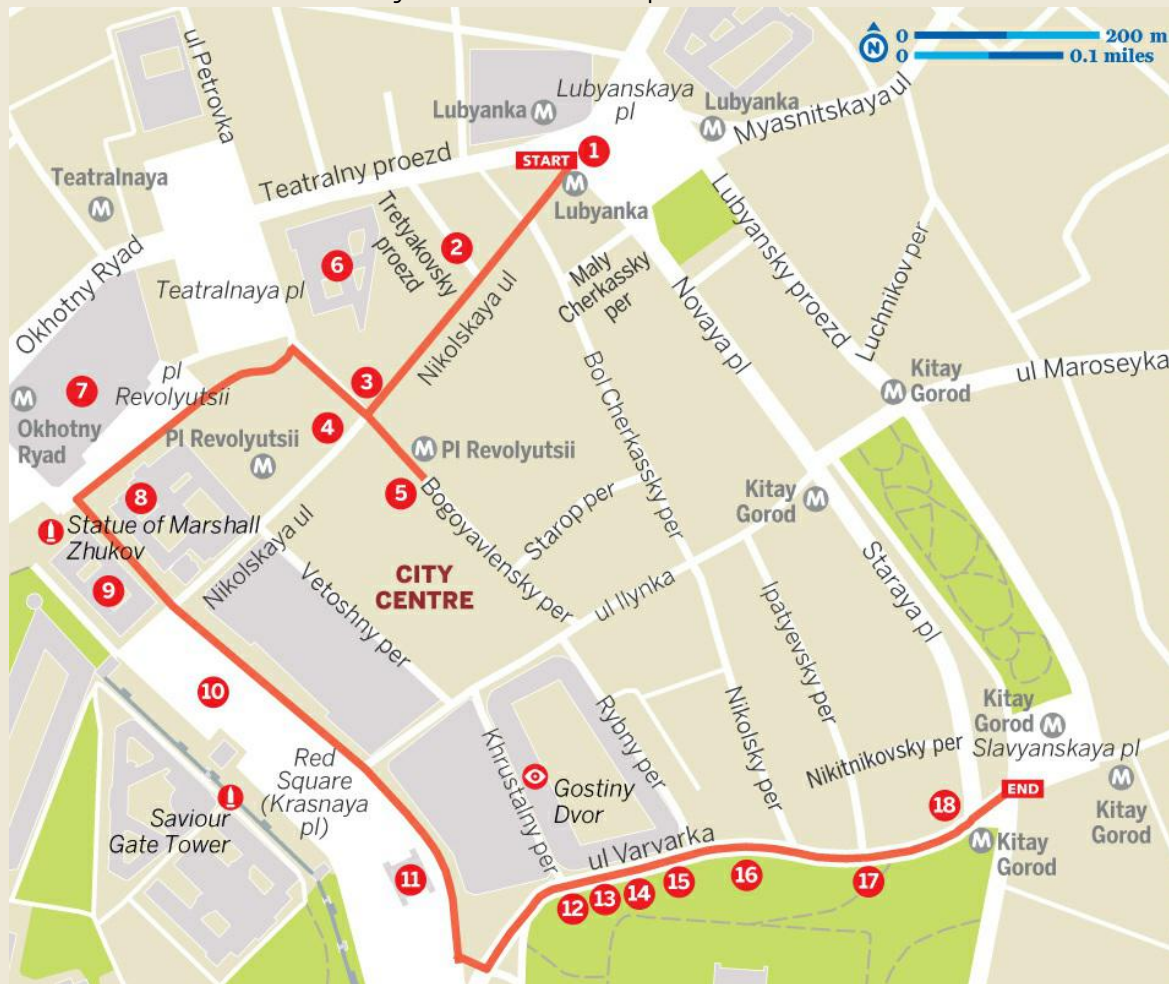 0 200 m
N
0 0.1 miles
ul Petrovka
Lubyanka M
Lubyanskaya
pl
Lubyanka
M
Myasnitskaya ul
START
1
Teatralny proezd
M
Lubyanka
Teatralnaya
M
Tretyakovsky
proezd
2
Lubyansky proezd
Luchnikov per
6
Maly
Cherkassky
per
Okhotny Ryad
Teatralnaya pl
Nikolskaya ul
Novaya pl
7
pl
Revolyutsii
3
Bol Cherkassky per
ul Maroseyka
M
Kitay
Gorod
M
Okhotny
Ryad
4
Pl Revolyutsii
M
M Pl Revolyutsii
5
Bogoyavlensky per
Starop per
Kitay
Gorod
M
8
Statue of Marshall
Zhukov
Nikolskaya ul
Vetoshny per
CITY
CENTRE
9
ul Ilynka
Ipatyevsky per
Staraya pl
10
Rybny per
Nikolsky per
Kitay
Gorod M
Slavyanskaya pl
Khrustalny per
Nikitnikovsky per
Red
Square
(Krasnaya
pl)
Gostiny
Dvor
M
Kitay
Gorod
END
18
Saviour
Gate Tower
ul Varvarka
M Kitay
Gorod
11
12
13
14
15
16
17